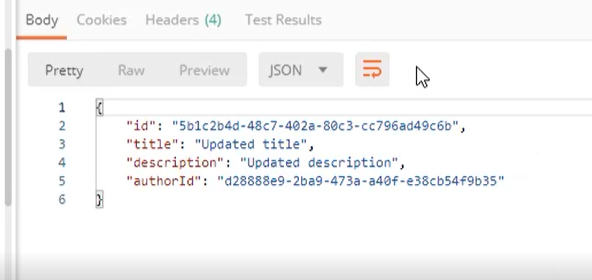 Body Cookies Headers (4) Test Results
Pretty Raw Preview JSON
1 {
2 "id": "5b1c2b4d-48c7-402a-80c3-cc796ad49c6b",
3 "title": "Updated title",
4 "description": "Updated description",
5 "authorId": "d28888e9-2ba9-473a-a40f-e38cb54f9b35"
6 }